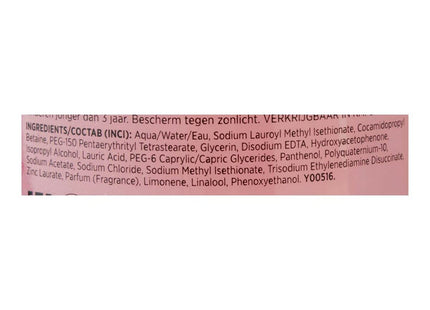 jonger dan 3 jaar. Bescherm tegen zonlicht. VERKRIJGBAAR IN
INGREDIENTS/СОСТАВ (INCI): Aqua/Water/Eau, Sodium Lauroyl Methyl Isethionate, Cocamidopropyl
Betaine, PEG-150 Pentaerythrityl Tetrastearate, Glycerin, Disodium EDTA, Hydroxyacetophenone,
Isopropyl Alcohol, Lauric Acid, PEG-6 Caprylic/Capric Glycerides, Panthenol, Polyquaternium-10,
Sodium Acetate, Sodium Chloride, Sodium Methyl Isethionate, Trisodium Ethylenediamine Disuccinate,
Zinc Laurate, Parfum (Fragrance), Limonene, Linalool, Phenoxyethanol. Y00516.